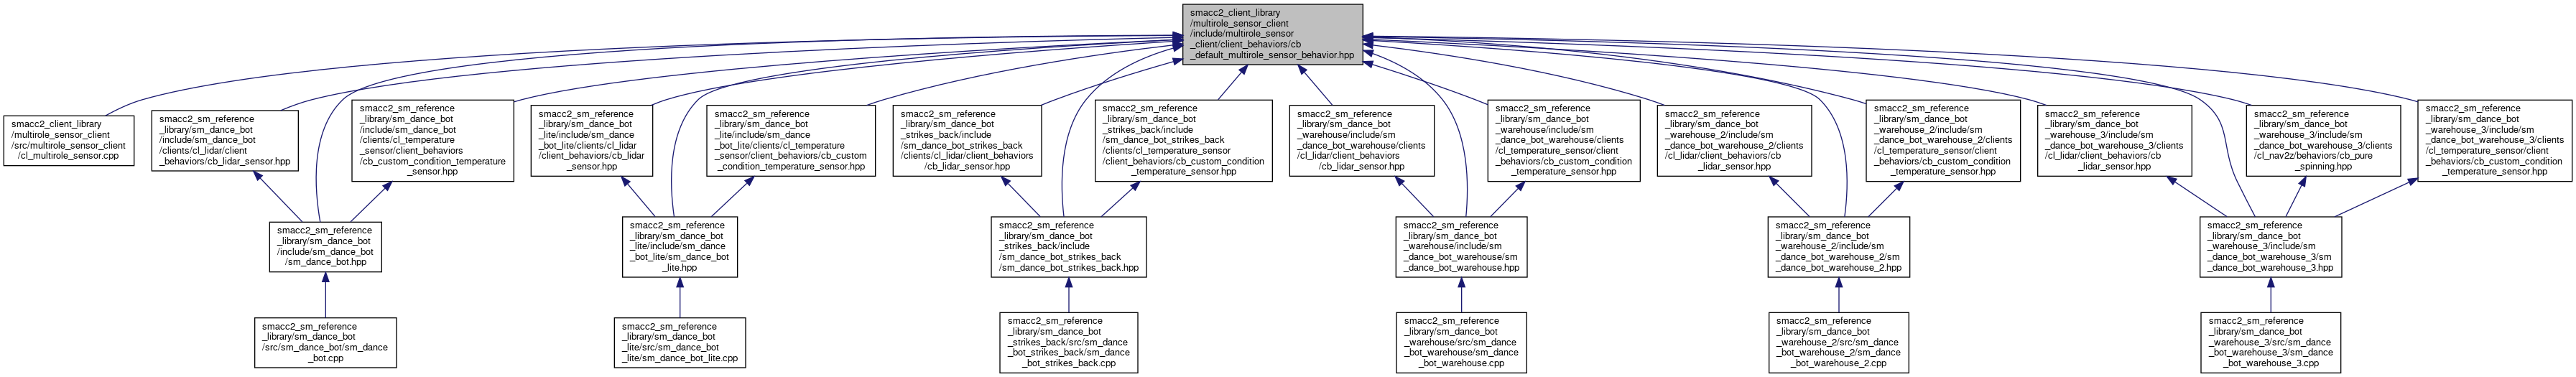 smacc2_client_library
/multirole_sensor_client
/include/multirole_sensor
_client/client_behaviors/cb
_default_multirole_sensor_behavior.hpp
smacc2_client_library
/multirole_sensor_client
/src/multirole_sensor_client
/cl_multirole_sensor.cpp
smacc2_sm_reference
_library/sm_dance_bot
/include/sm_dance_bot
/clients/cl_lidar/client
_behaviors/cb_lidar_sensor.hpp
smacc2_sm_reference
_library/sm_dance_bot
/include/sm_dance_bot
/clients/cl_temperature
_sensor/client_behaviors
/cb_custom_condition_temperature
_sensor.hpp
smacc2_sm_reference
_library/sm_dance_bot
_lite/include/sm_dance
_bot_lite/clients/cl_lidar
/client_behaviors/cb_lidar
_sensor.hpp
smacc2_sm_reference
_library/sm_dance_bot
_lite/include/sm_dance
_bot_lite/clients/cl_temperature
_sensor/client_behaviors/cb_custom
_condition_temperature_sensor.hpp
smacc2_sm_reference
_library/sm_dance_bot
_strikes_back/include
/sm_dance_bot_strikes_back
/clients/cl_lidar/client_behaviors
/cb_lidar_sensor.hpp
smacc2_sm_reference
_library/sm_dance_bot
_strikes_back/include
/sm_dance_bot_strikes_back
/clients/cl_temperature_sensor
/client_behaviors/cb_custom_condition
_temperature_sensor.hpp
smacc2_sm_reference
_library/sm_dance_bot
_warehouse/include/sm
_dance_bot_warehouse/clients
/cl_lidar/client_behaviors
/cb_lidar_sensor.hpp
smacc2_sm_reference
_library/sm_dance_bot
_warehouse/include/sm
_dance_bot_warehouse/clients
/cl_temperature_sensor/client
_behaviors/cb_custom_condition
_temperature_sensor.hpp
smacc2_sm_reference
_library/sm_dance_bot
_warehouse_2/include/sm
_dance_bot_warehouse_2/clients
/cl_lidar/client_behaviors/cb
_lidar_sensor.hpp
smacc2_sm_reference
_library/sm_dance_bot
_warehouse_2/include/sm
_dance_bot_warehouse_2/clients
/cl_temperature_sensor/client
_behaviors/cb_custom_condition
_temperature_sensor.hpp
smacc2_sm_reference
_library/sm_dance_bot
_warehouse_3/include/sm
_dance_bot_warehouse_3/clients
/cl_lidar/client_behaviors/cb
_lidar_sensor.hpp
smacc2_sm_reference
_library/sm_dance_bot
_warehouse_3/include/sm
_dance_bot_warehouse_3/clients
/cl_nav2z/behaviors/cb_pure
_spinning.hpp
smacc2_sm_reference
_library/sm_dance_bot
_warehouse_3/include/sm
_dance_bot_warehouse_3/clients
/cl_temperature_sensor/client
_behaviors/cb_custom_condition
_temperature_sensor.hpp
smacc2_sm_reference
_library/sm_dance_bot
/include/sm_dance_bot
/sm_dance_bot.hpp
smacc2_sm_reference
_library/sm_dance_bot
_lite/include/sm_dance
_bot_lite/sm_dance_bot
_lite.hpp
smacc2_sm_reference
_library/sm_dance_bot
_strikes_back/include
/sm_dance_bot_strikes_back
/sm_dance_bot_strikes_back.hpp
smacc2_sm_reference
_library/sm_dance_bot
_warehouse/include/sm
_dance_bot_warehouse/sm
_dance_bot_warehouse.hpp
smacc2_sm_reference
_library/sm_dance_bot
_warehouse_2/include/sm
_dance_bot_warehouse_2/sm
_dance_bot_warehouse_2.hpp
smacc2_sm_reference
_library/sm_dance_bot
_warehouse_3/include/sm
_dance_bot_warehouse_3/sm
_dance_bot_warehouse_3.hpp
smacc2_sm_reference
_library/sm_dance_bot
/src/sm_dance_bot/sm_dance
_bot.cpp
smacc2_sm_reference
_library/sm_dance_bot
_lite/src/sm_dance_bot
_lite/sm_dance_bot_lite.cpp
smacc2_sm_reference
_library/sm_dance_bot
_strikes_back/src/sm_dance
_bot_strikes_back/sm_dance
_bot_strikes_back.cpp
smacc2_sm_reference
_library/sm_dance_bot
_warehouse/src/sm_dance
_bot_warehouse/sm_dance
_bot_warehouse.cpp
smacc2_sm_reference
_library/sm_dance_bot
_warehouse_2/src/sm_dance
_bot_warehouse_2/sm_dance
_bot_warehouse_2.cpp
smacc2_sm_reference
_library/sm_dance_bot
_warehouse_3/src/sm_dance
_bot_warehouse_3/sm_dance
_bot_warehouse_3.cpp